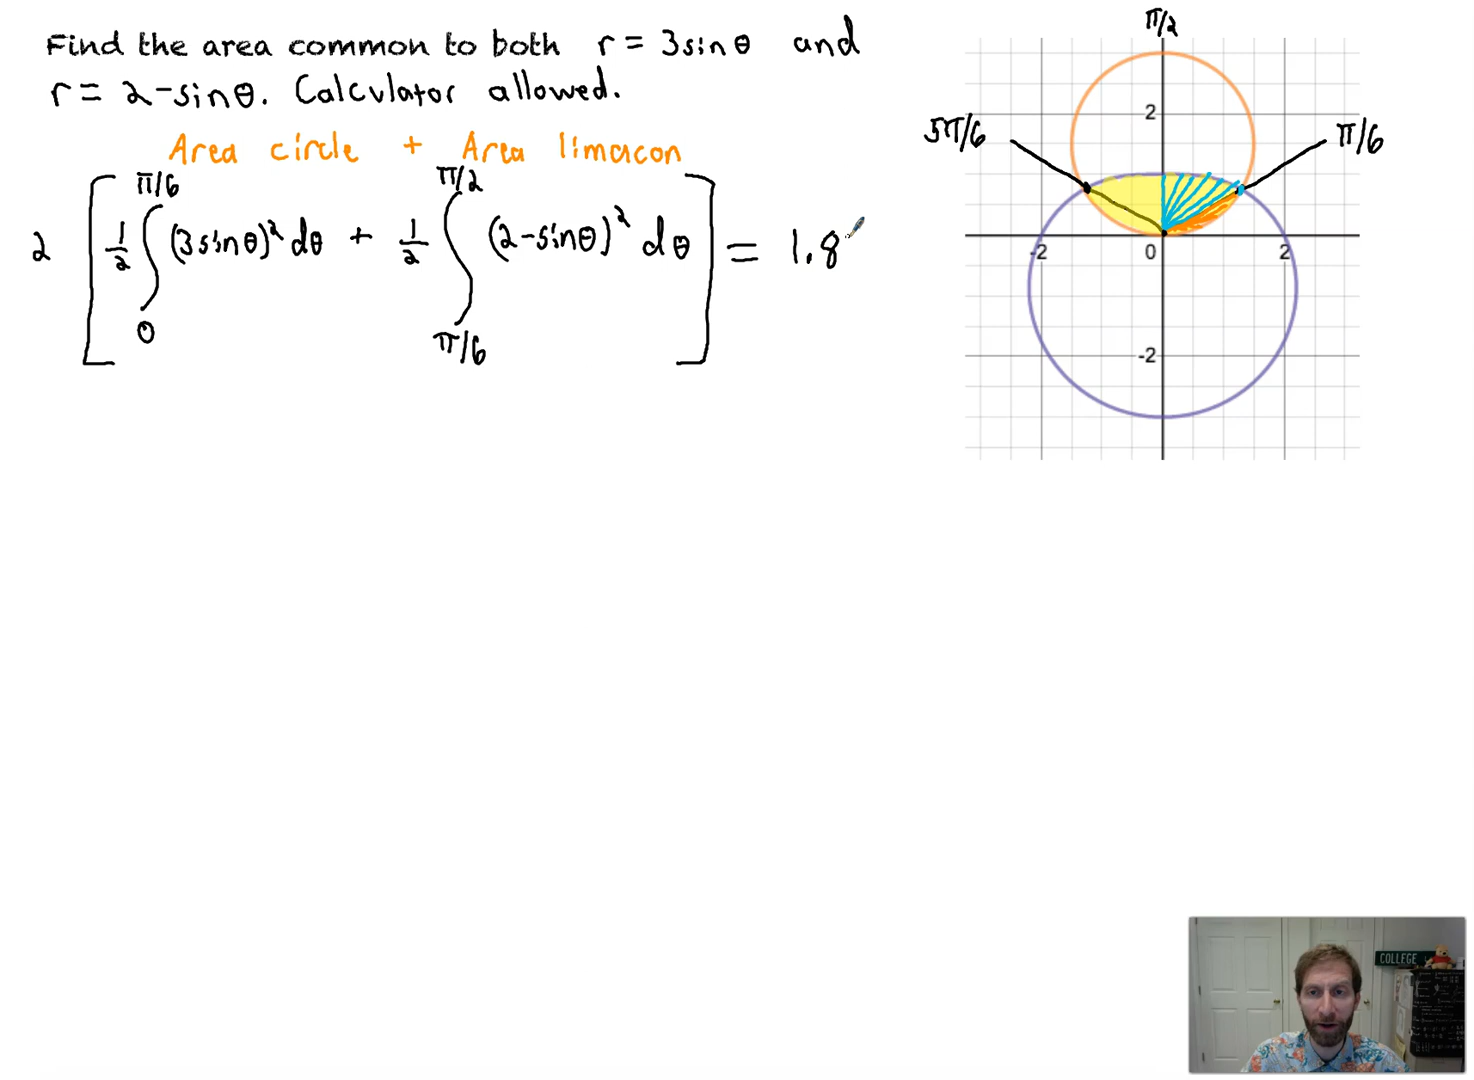 Find the area common to both r = 3sinθ and
r = 2-sinθ. Calculator allowed.
Area circle + Area limacon
2 [ 1/2 ∫_0^{π/6} (3sinθ)² dθ + 1/2 ∫_{π/6}^{π/2} (2-sinθ)² dθ ] = 1.8
π/2
5π/6
π/6
2
-2 0 2
-2
COLLEGE